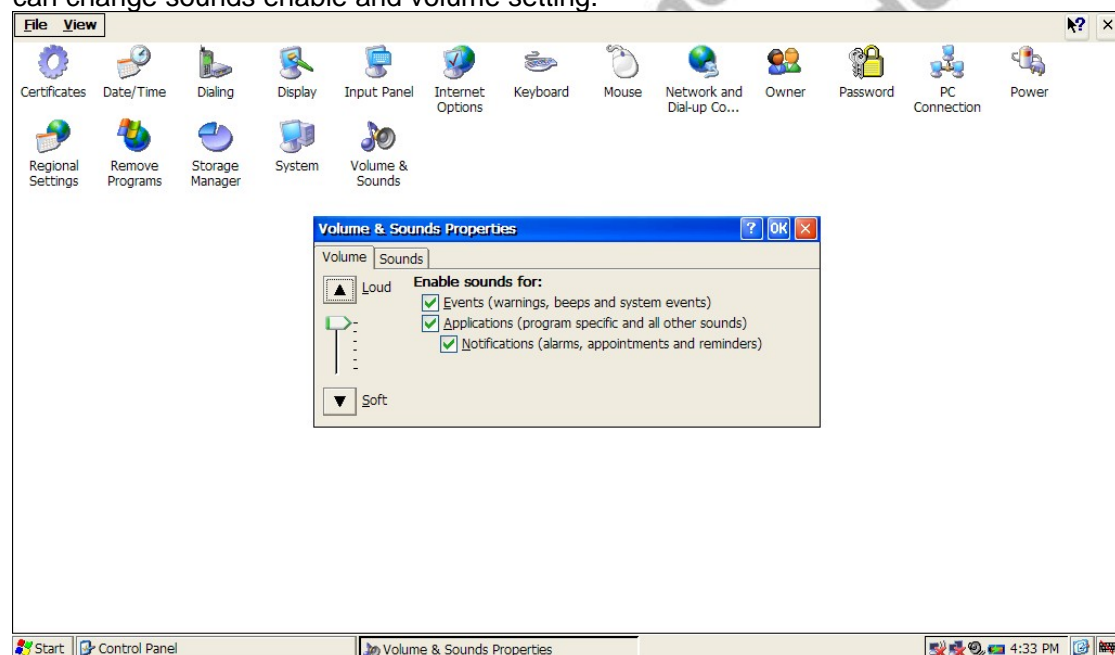 can change sounds enable and volume setting.
File View
?
Certificates Date/Time Dialing Display Input Panel Internet Options Keyboard Mouse Network and Dial-up Co... Owner Password PC Connection Power
Regional Settings Remove Programs Storage Manager System Volume & Sounds
Volume & Sounds Properties ? OK
Volume Sounds
Loud
Enable sounds for:
Events (warnings, beeps and system events)
Applications (program specific and all other sounds)
Notifications (alarms, appointments and reminders)
Soft
Start Control Panel Volume & Sounds Properties 4:33 PM